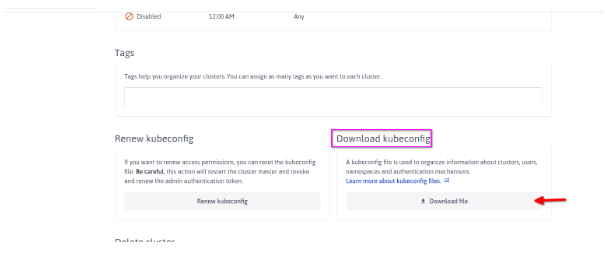 Disabled 12:00 AM Any
Tags
Tags help you organize your clusters. You can assign as many tags as you want to each cluster.
Renew kubeconfig
If you want to renew access permissions, you can reset the kubeconfig
file. Be careful, this action will restart the cluster master and revoke
and renew the admin authentication token.
Renew kubeconfig
Download kubeconfig
A kubeconfig file is used to organize information about clusters, users,
namespaces and authentication mechanisms.
Learn more about kubeconfig files.
Download file
Delete cluster